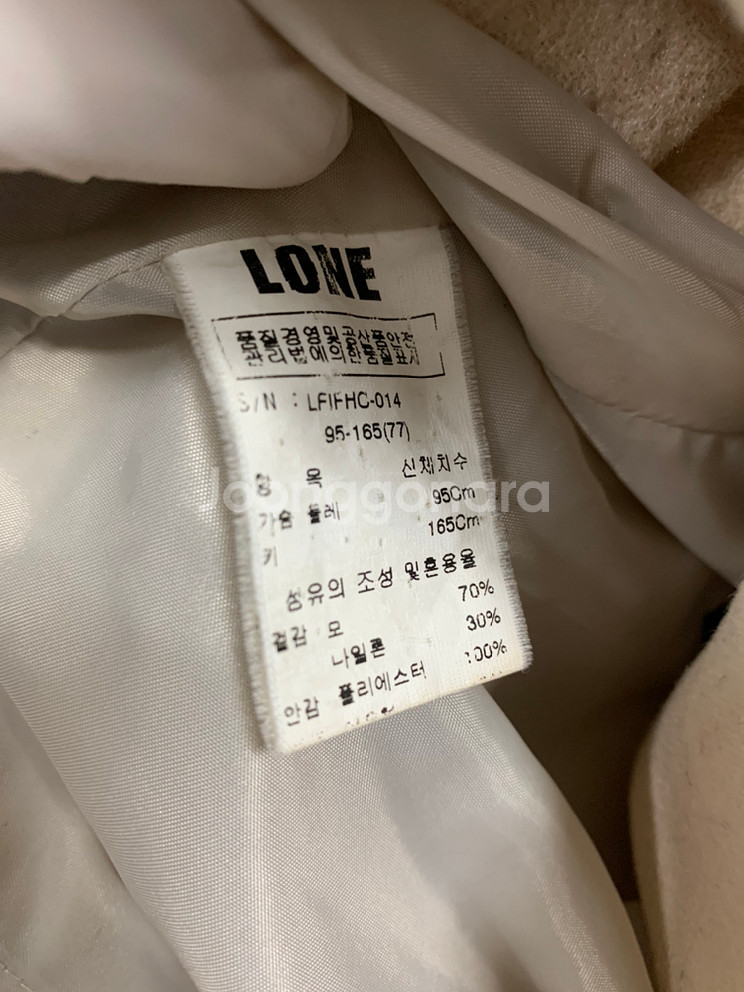 LONE
품질경영및공산품안전
관리법에의한품질표시
S/N : LFIFHC-014
95-165(77)
항 목 신체치수
가슴둘레 95Cm
키 165Cm
섬유의 조성 및혼용율
겉감 모 70%
나일론 30%
안감 폴리에스터 100%
joonggonara